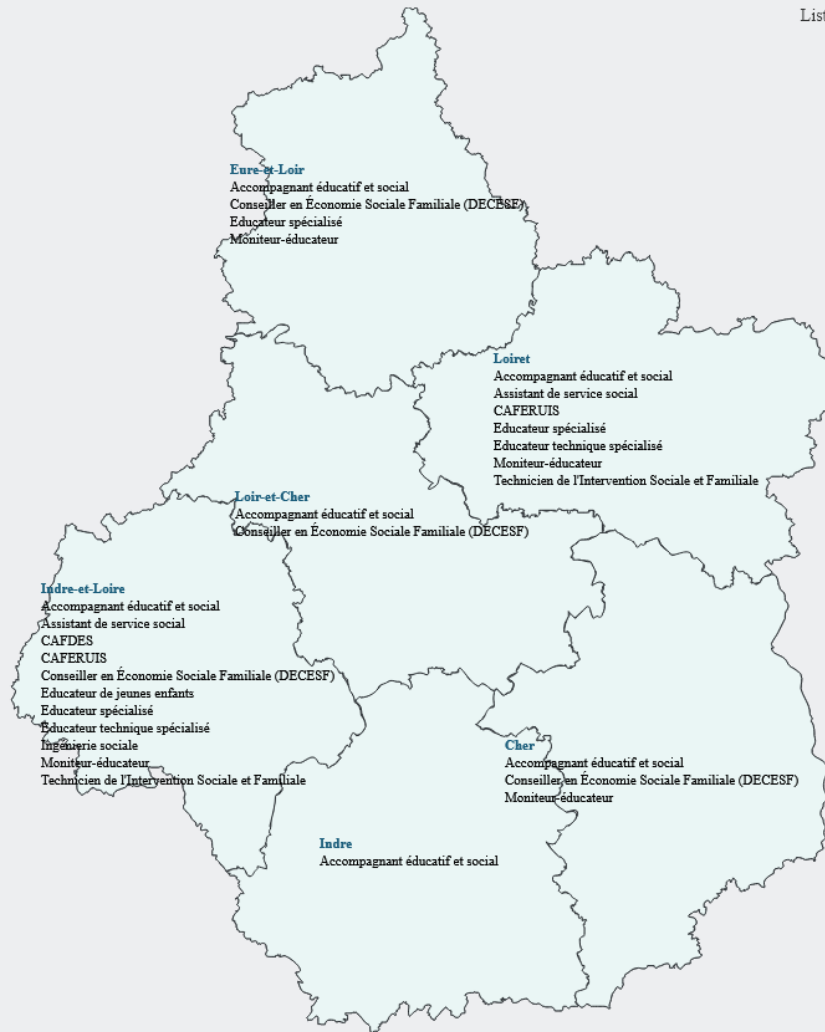 List
Eure-et-Loir
Accompagnant éducatif et social
Conseiller en Économie Sociale Familiale (DECESF)
Educateur spécialisé
Moniteur-éducateur
Loiret
Accompagnant éducatif et social
Assistant de service social
CAFERUIS
Educateur spécialisé
Educateur technique spécialisé
Moniteur-éducateur
Technicien de l'Intervention Sociale et Familiale
Loir-et-Cher
Accompagnant éducatif et social
Conseiller en Économie Sociale Familiale (DECESF)
Indre-et-Loire
Accompagnant éducatif et social
Assistant de service social
CAFDES
CAFERUIS
Conseiller en Économie Sociale Familiale (DECESF)
Educateur de jeunes enfants
Educateur spécialisé
Educateur technique spécialisé
Ingénierie sociale
Moniteur-éducateur
Technicien de l'Intervention Sociale et Familiale
Cher
Accompagnant éducatif et social
Conseiller en Économie Sociale Familiale (DECESF)
Moniteur-éducateur
Indre
Accompagnant éducatif et social